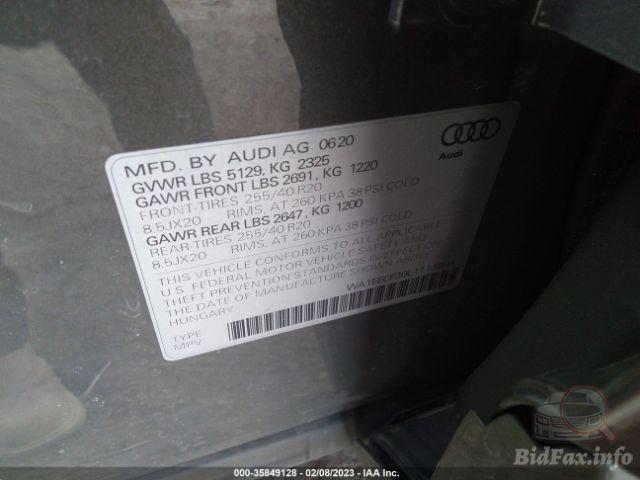 MFD. BY AUDI AG 0620
GVWR LBS 5129, KG 2325
GAWR FRONT LBS 2691, KG 1220
FRONT-TIRES 255/40 R20
8,5JX20 RIMS, AT 260 KPA 38 PSI COLD
GAWR REAR LBS 2647, KG 1200
REAR-TIRES 255/40 R20
8,5JX20 RIMS, AT 260 KPA 38 PSI COLD
THIS VEHICLE CONFORMS TO ALL APPLICABLE
U.S. FEDERAL MOTOR VEHICLE SAFETY AND
THEFT PREVENTION STANDARDS IN EFFECT ON
THE DATE OF MANUFACTURE SHOWN ABOVE
HUNGARY
TYPE
MPV
Audi
BidFax.info
000-35849128 - 02/08/2023 - IAA Inc.